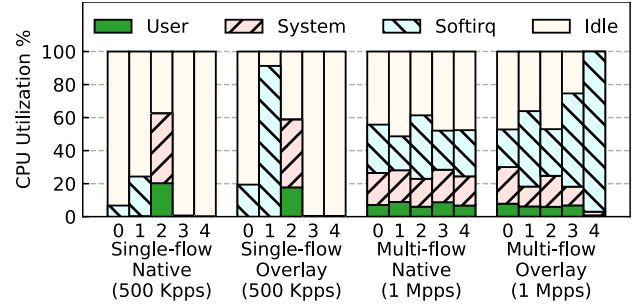 User System Softirq Idle
CPU Utilization %
100
80
60
40
20
0
0 1 2 3 4 0 1 2 3 4 0 1 2 3 4 0 1 2 3 4
Single-flow Single-flow Multi-flow Multi-flow
Native Overlay Native Overlay
(500 Kpps) (500 Kpps) (1 Mpps) (1 Mpps)